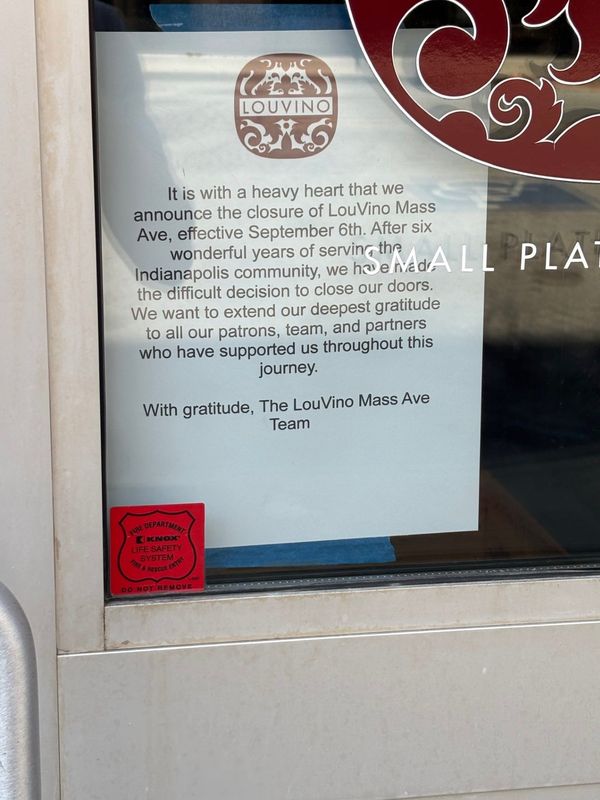 LOUVINO
It is with a heavy heart that we
announce the closure of LouVino Mass
Ave, effective September 6th. After six
wonderful years of serving the
Indianapolis community, we have made
the difficult decision to close our doors.
We want to extend our deepest gratitude
to all our patrons, team, and partners
who have supported us throughout this
journey.
With gratitude, The LouVino Mass Ave
Team
SMALL PLAT
FIRE DEPARTMENT
KNOX
LIFE SAFETY
SYSTEM
FIRE & RESCUE ENTRY
DO NOT REMOVE